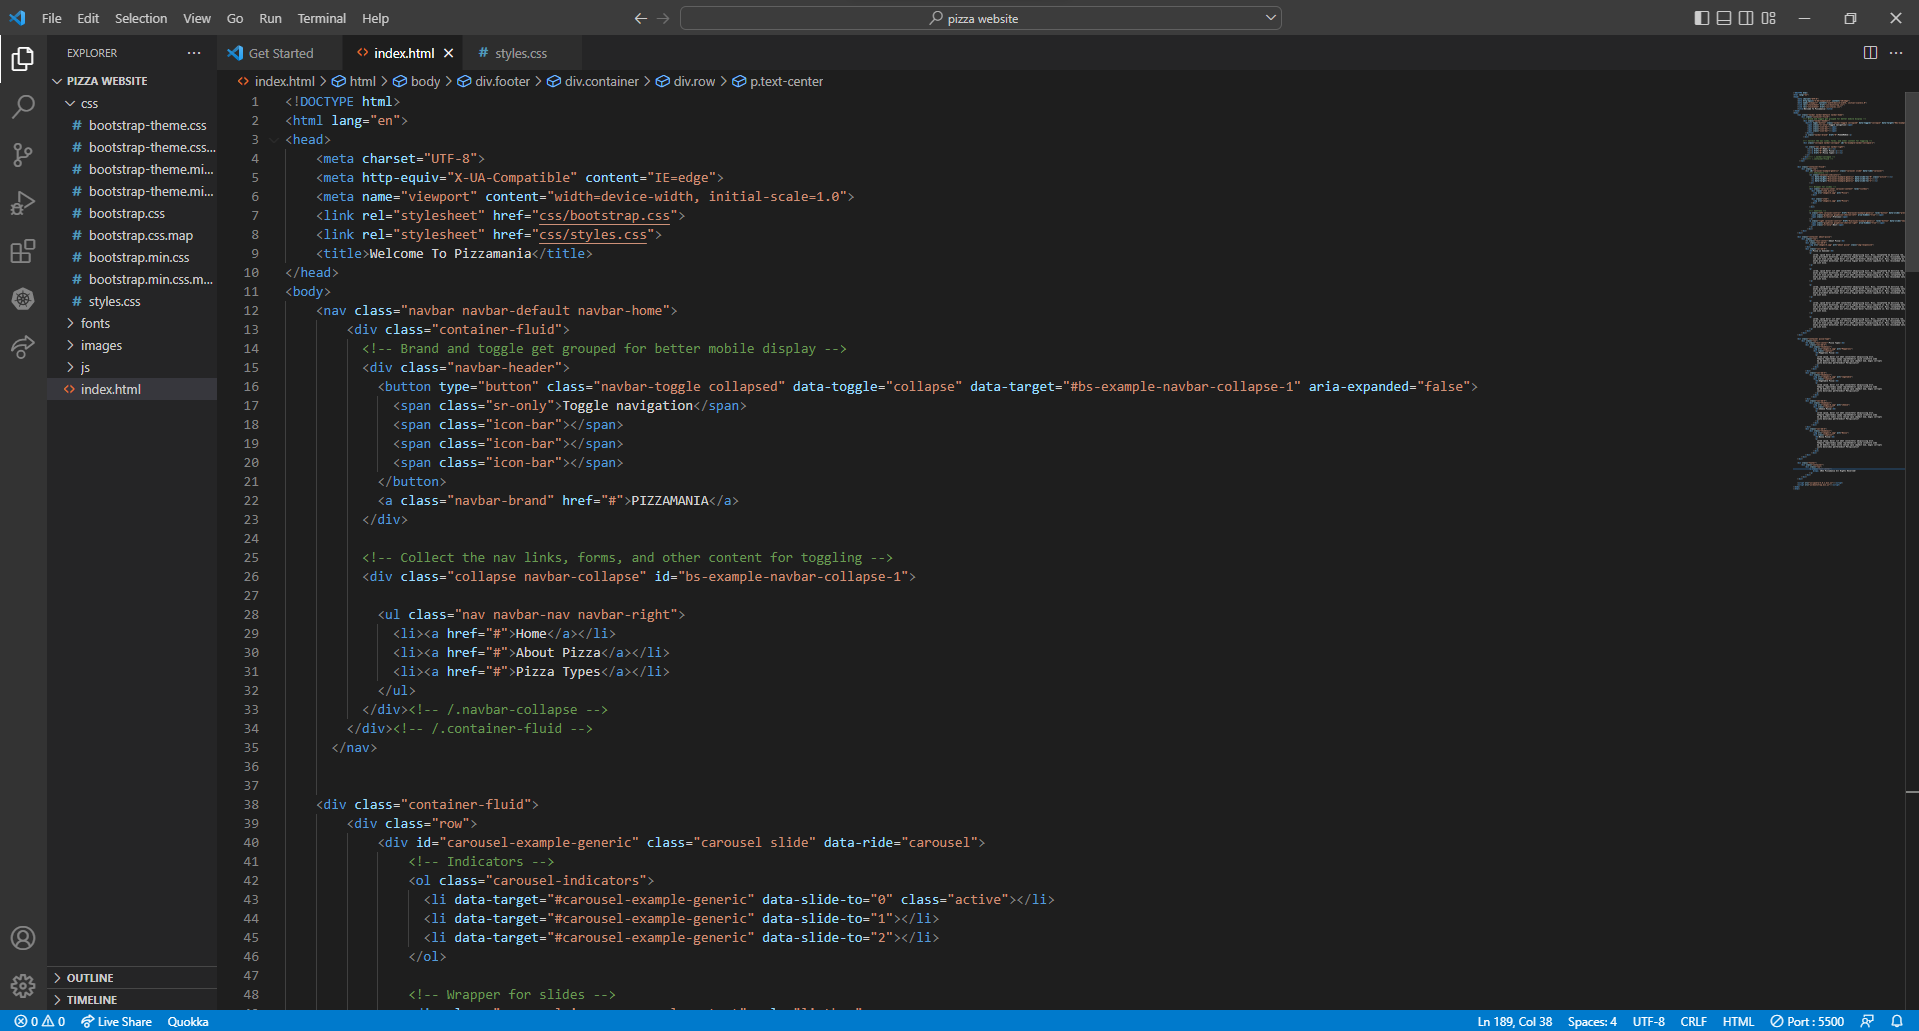 File Edit Selection View Go Run Terminal Help
pizza website
EXPLORER
PIZZA WEBSITE
css
# bootstrap-theme.css
# bootstrap-theme.css...
# bootstrap-theme.mi...
# bootstrap-theme.mi...
# bootstrap.css
# bootstrap.css.map
# bootstrap.min.css
# bootstrap.min.css.m...
# styles.css
fonts
images
js
<> index.html
OUTLINE
TIMELINE
Get Started
<> index.html
# styles.css
<> index.html > html > body > div.footer > div.container > div.row > p.text-center
1 <!DOCTYPE html>
2 <html lang="en">
3 <head>
4 <meta charset="UTF-8">
5 <meta http-equiv="X-UA-Compatible" content="IE=edge">
6 <meta name="viewport" content="width=device-width, initial-scale=1.0">
7 <link rel="stylesheet" href="css/bootstrap.css">
8 <link rel="stylesheet" href="css/styles.css">
9 <title>Welcome To Pizzamania</title>
10 </head>
11 <body>
12 <nav class="navbar navbar-default navbar-home">
13 <div class="container-fluid">
14 <!-- Brand and toggle get grouped for better mobile display -->
15 <div class="navbar-header">
16 <button type="button" class="navbar-toggle collapsed" data-toggle="collapse" data-target="#bs-example-navbar-collapse-1" aria-expanded="false">
17 <span class="sr-only">Toggle navigation</span>
18 <span class="icon-bar"></span>
19 <span class="icon-bar"></span>
20 <span class="icon-bar"></span>
21 </button>
22 <a class="navbar-brand" href="#">PIZZAMANIA</a>
23 </div>
24
25 <!-- Collect the nav links, forms, and other content for toggling -->
26 <div class="collapse navbar-collapse" id="bs-example-navbar-collapse-1">
27
28 <ul class="nav navbar-nav navbar-right">
29 <li><a href="#">Home</a></li>
30 <li><a href="#">About Pizza</a></li>
31 <li><a href="#">Pizza Types</a></li>
32 </ul>
33 </div><!-- /.navbar-collapse -->
34 </div><!-- /.container-fluid -->
35 </nav>
36
37
38 <div class="container-fluid">
39 <div class="row">
40 <div id="carousel-example-generic" class="carousel slide" data-ride="carousel">
41 <!-- Indicators -->
42 <ol class="carousel-indicators">
43 <li data-target="#carousel-example-generic" data-slide-to="0" class="active"></li>
44 <li data-target="#carousel-example-generic" data-slide-to="1"></li>
45 <li data-target="#carousel-example-generic" data-slide-to="2"></li>
46 </ol>
47
48 <!-- Wrapper for slides -->
0 0 Live Share Quokka
Ln 189, Col 38 Spaces: 4 UTF-8 CRLF HTML Port : 5500